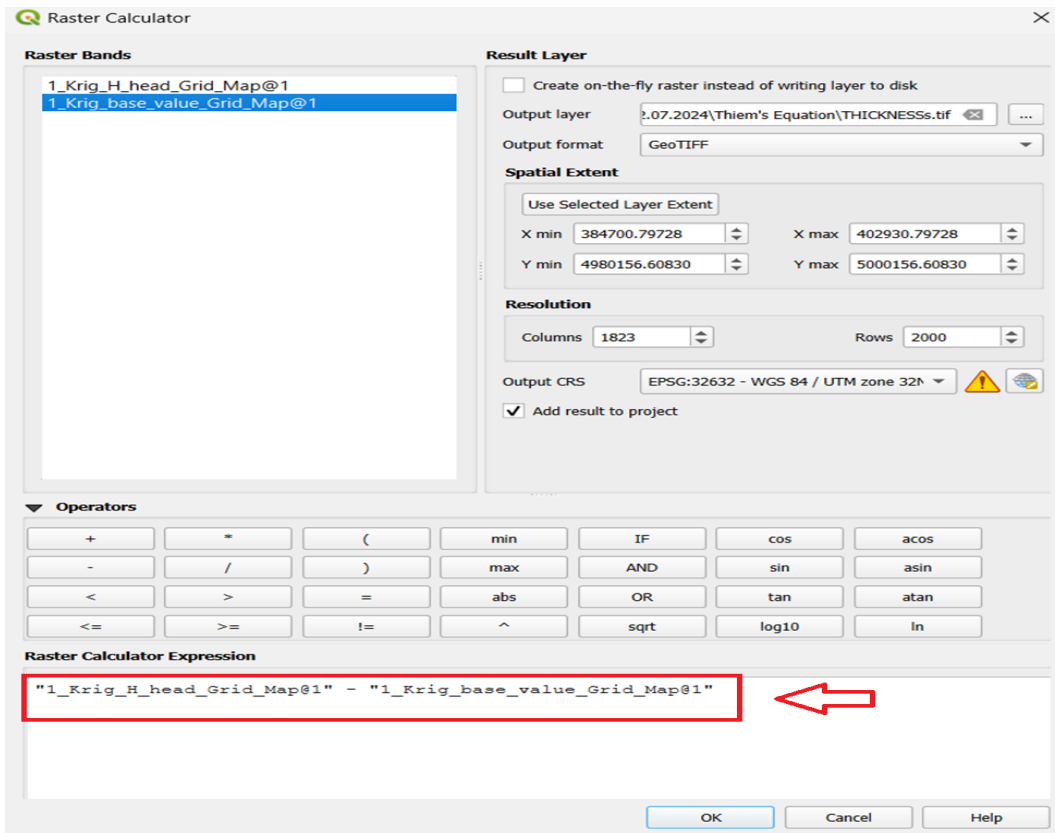 Raster Calculator
Raster Bands
1_Krig_H_head_Grid_Map@1
1_Krig_base_value_Grid_Map@1
Result Layer
Create on-the-fly raster instead of writing layer to disk
Output layer 2.07.2024\Thiem's Equation\THICKNESSs.tif ...
Output format GeoTIFF
Spatial Extent
Use Selected Layer Extent
X min 384700.79728 X max 402930.79728
Y min 4980156.60830 Y max 5000156.60830
Resolution
Columns 1823 Rows 2000
Output CRS EPSG:32632 - WGS 84 / UTM zone 32N
Add result to project
Operators
+ * ( min IF cos acos
- / ) max AND sin asin
< > = abs OR tan atan
<= >= != ^ sqrt log10 ln
Raster Calculator Expression
"1_Krig_H_head_Grid_Map@1" - "1_Krig_base_value_Grid_Map@1"
OK Cancel Help